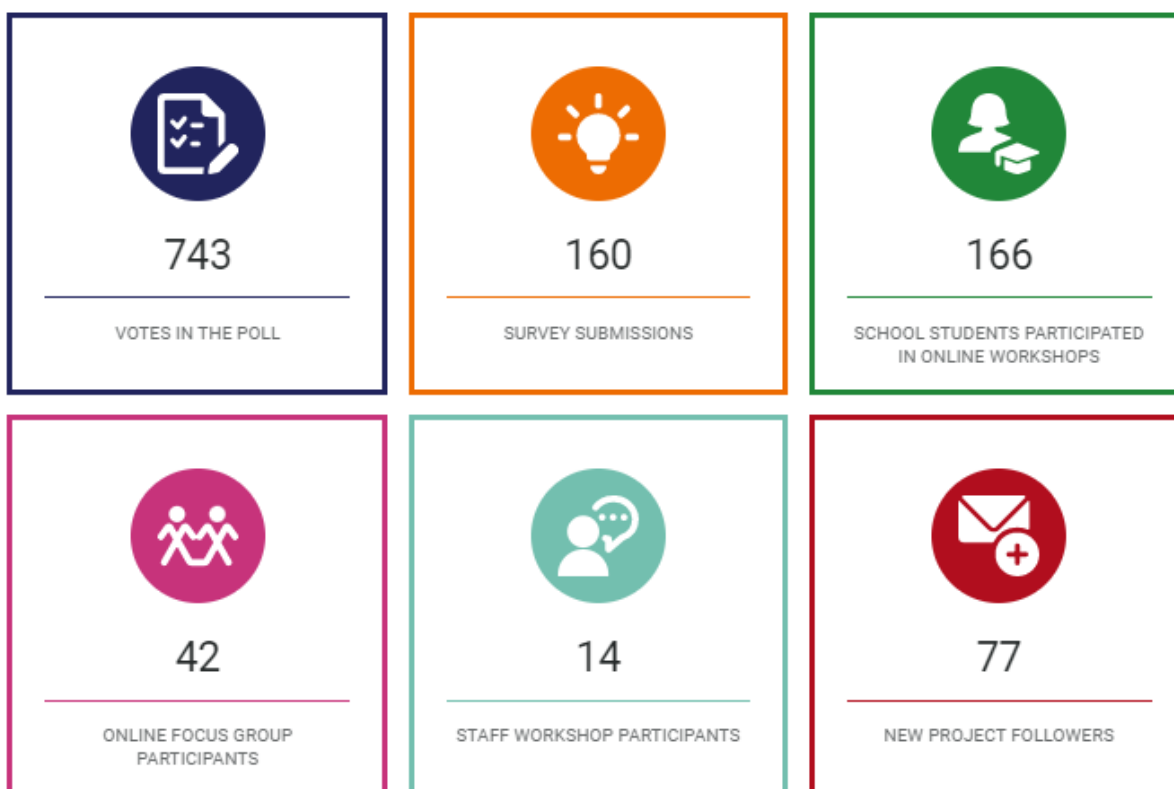 743
VOTES IN THE POLL
160
SURVEY SUBMISSIONS
166
SCHOOL STUDENTS PARTICIPATED
IN ONLINE WORKSHOPS
42
ONLINE FOCUS GROUP
PARTICIPANTS
14
STAFF WORKSHOP PARTICIPANTS
77
NEW PROJECT FOLLOWERS